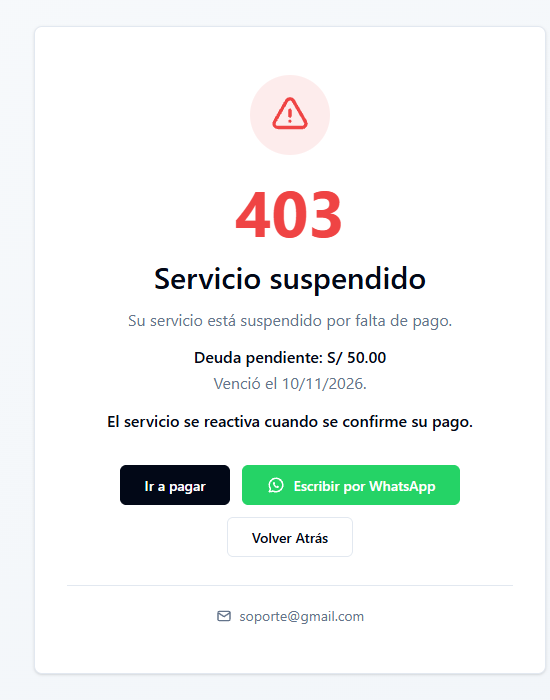 403
Servicio suspendido
Su servicio está suspendido por falta de pago.
Deuda pendiente: S/ 50.00
Venció el 10/11/2026.
El servicio se reactiva cuando se confirme su pago.
Ir a pagar
Escribir por WhatsApp
Volver Atrás
soporte@gmail.com